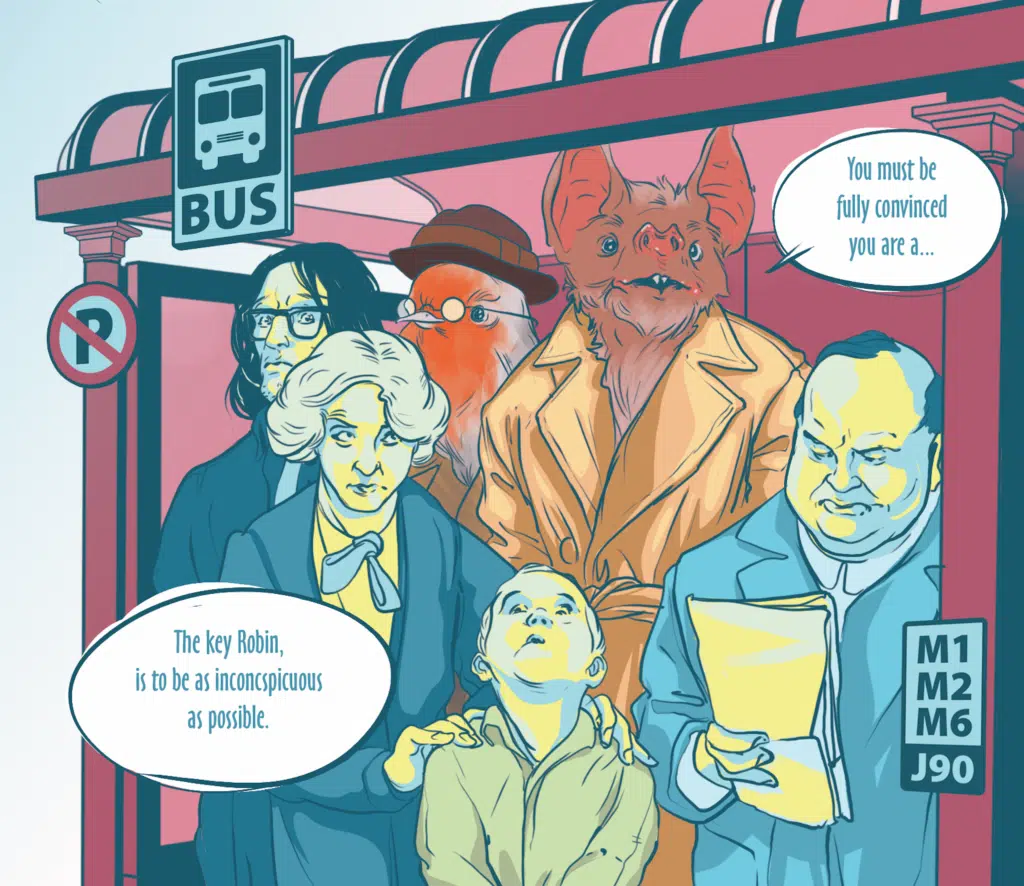 BUS
P
You must be
fully convinced
you are a...
The key Robin,
is to be as inconcspicuous
as possible.
M1
M2
M6
J90